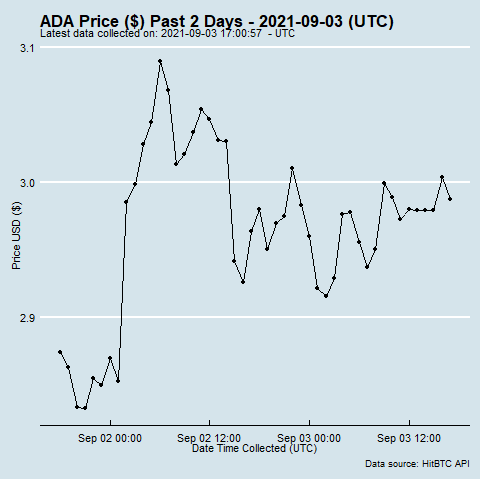 ADA Price ($) Past 2 Days - 2021-09-03 (UTC)
Latest data collected on: 2021-09-03 17:00:57 - UTC
3.1
3.0
2.9
Price USD ($)
Sep 02 00:00 Sep 02 12:00 Sep 03 00:00 Sep 03 12:00
Date Time Collected (UTC)
Data source: HitBTC API